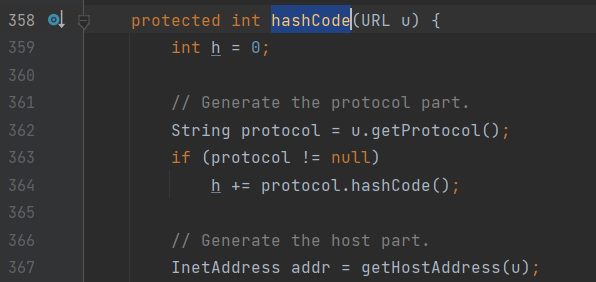 358 protected int hashCode(URL u) {
359 int h = 0;
360
361 // Generate the protocol part.
362 String protocol = u.getProtocol();
363 if (protocol != null)
364 h += protocol.hashCode();
365
366 // Generate the host part.
367 InetAddress addr = getHostAddress(u);